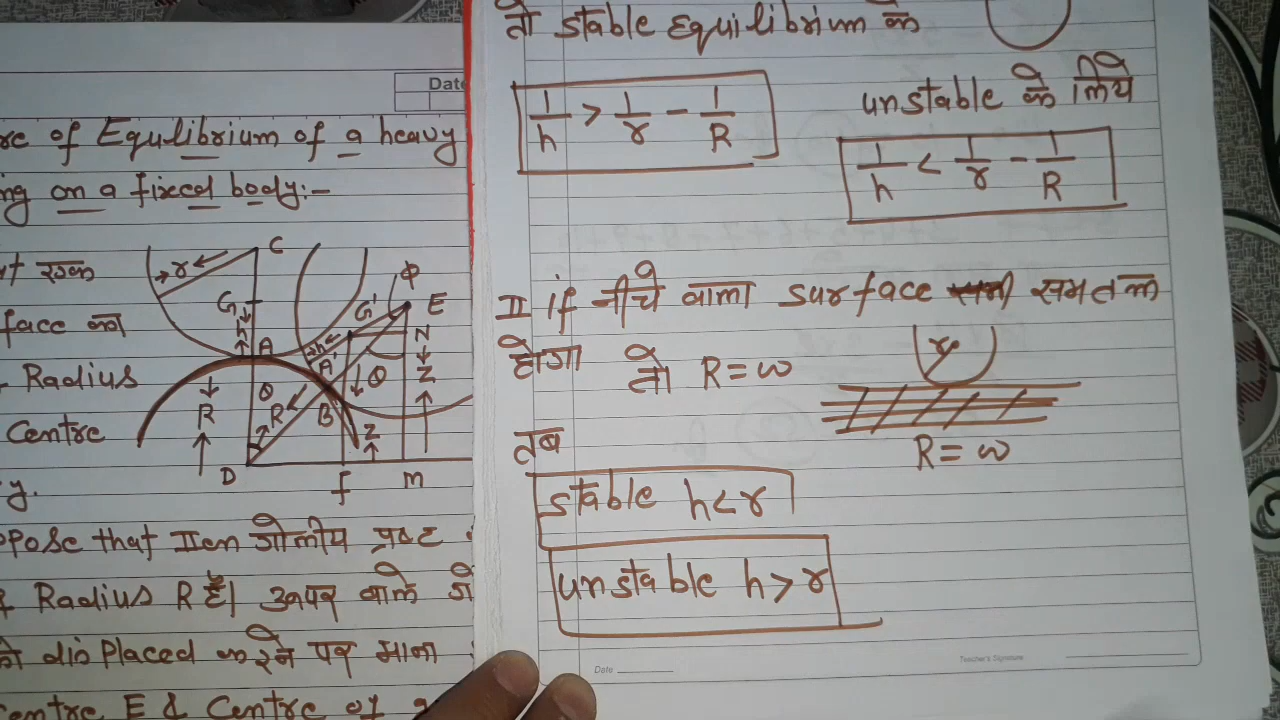 Date
re of Equlibrium of a heavy
ng on a fixed body:-
face का
Radius
Centre
y.
pose that गोलीय
Radius R है। वाले
displaced करने पर माना
centre E & Centre of
C
r
G
h
A
G'
φ
E
N
A'
θ
B
R
z
D
f
M
तो stable Equilibrium के
1/h > 1/r - 1/R
unstable के लिये
1/h < 1/r - 1/R
II if नीचे वाला surface समतल
होगा तो R = ∞
r
R = ∞
तब
stable h < r
unstable h > r
Date
Teacher's Signature